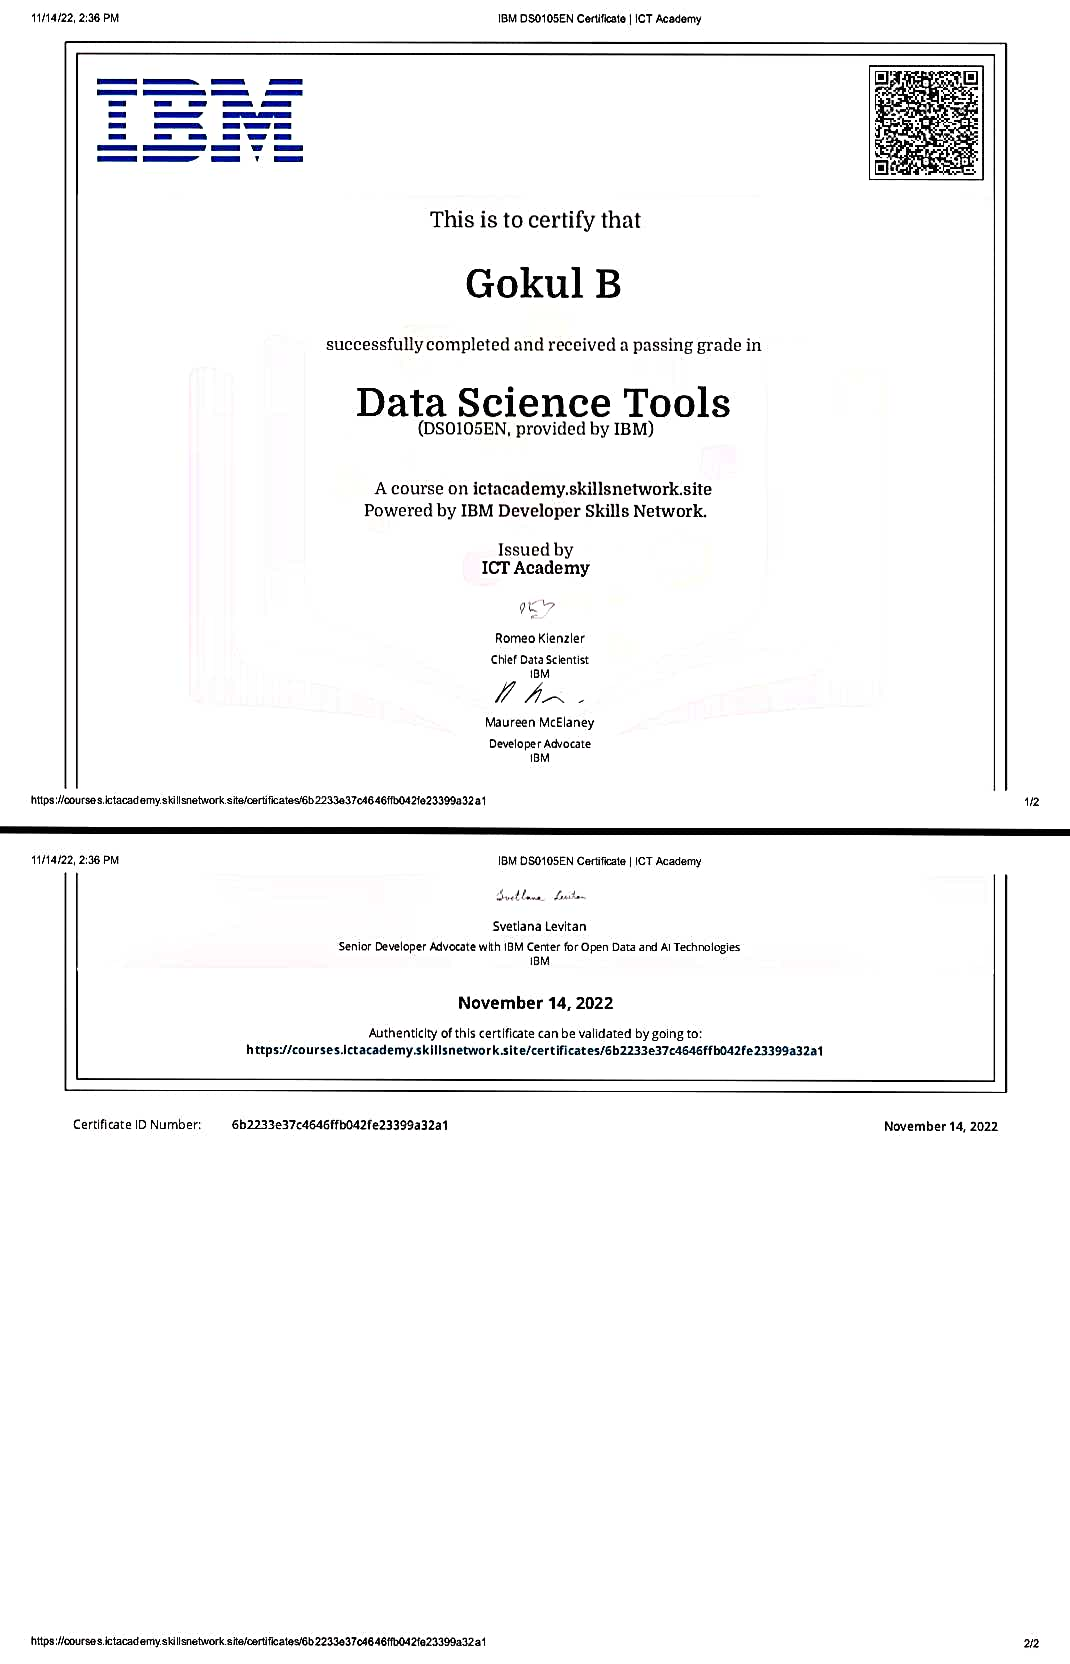 11/14/22, 2:36 PM
IBM DS0105EN Certificate | ICT Academy
IBM
This is to certify that
Gokul B
successfully completed and received a passing grade in
Data Science Tools
(DS0105EN, provided by IBM)
A course on ictacademy.skillsnetwork.site
Powered by IBM Developer Skills Network.
Issued by
ICT Academy
Romeo Kienzler
Chief Data Scientist
IBM
Maureen McElaney
Developer Advocate
IBM
https://courses.ictacademy.skillsnetwork.site/certificates/6b2233e37c4646ffb042fe23399a32a1
1/2
11/14/22, 2:36 PM
IBM DS0105EN Certificate | ICT Academy
Svetlana Levitan
Svetlana Levitan
Senior Developer Advocate with IBM Center for Open Data and AI Technologies
IBM
November 14, 2022
Authenticity of this certificate can be validated by going to:
https://courses.ictacademy.skillsnetwork.site/certificates/6b2233e37c4646ffb042fe23399a32a1
Certificate ID Number: 6b2233e37c4646ffb042fe23399a32a1
November 14, 2022
https://courses.ictacademy.skillsnetwork.site/certificates/6b2233e37c4646ffb042fe23399a32a1
2/2